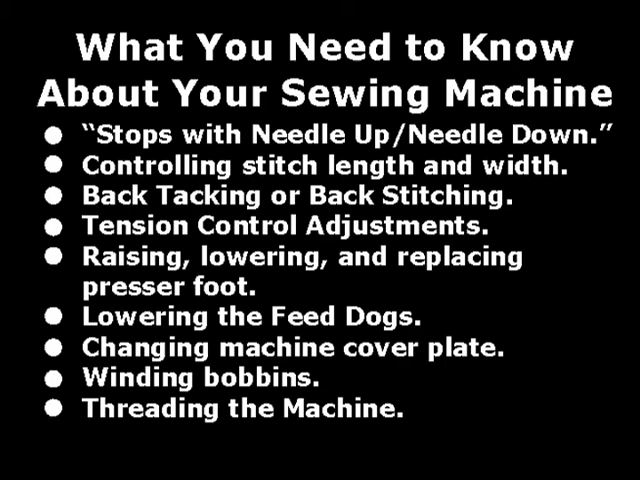 What You Need to Know
About Your Sewing Machine
● “Stops with Needle Up/Needle Down.”
● Controlling stitch length and width.
● Back Tacking or Back Stitching.
● Tension Control Adjustments.
● Raising, lowering, and replacing
presser foot.
● Lowering the Feed Dogs.
● Changing machine cover plate.
● Winding bobbins.
● Threading the Machine.